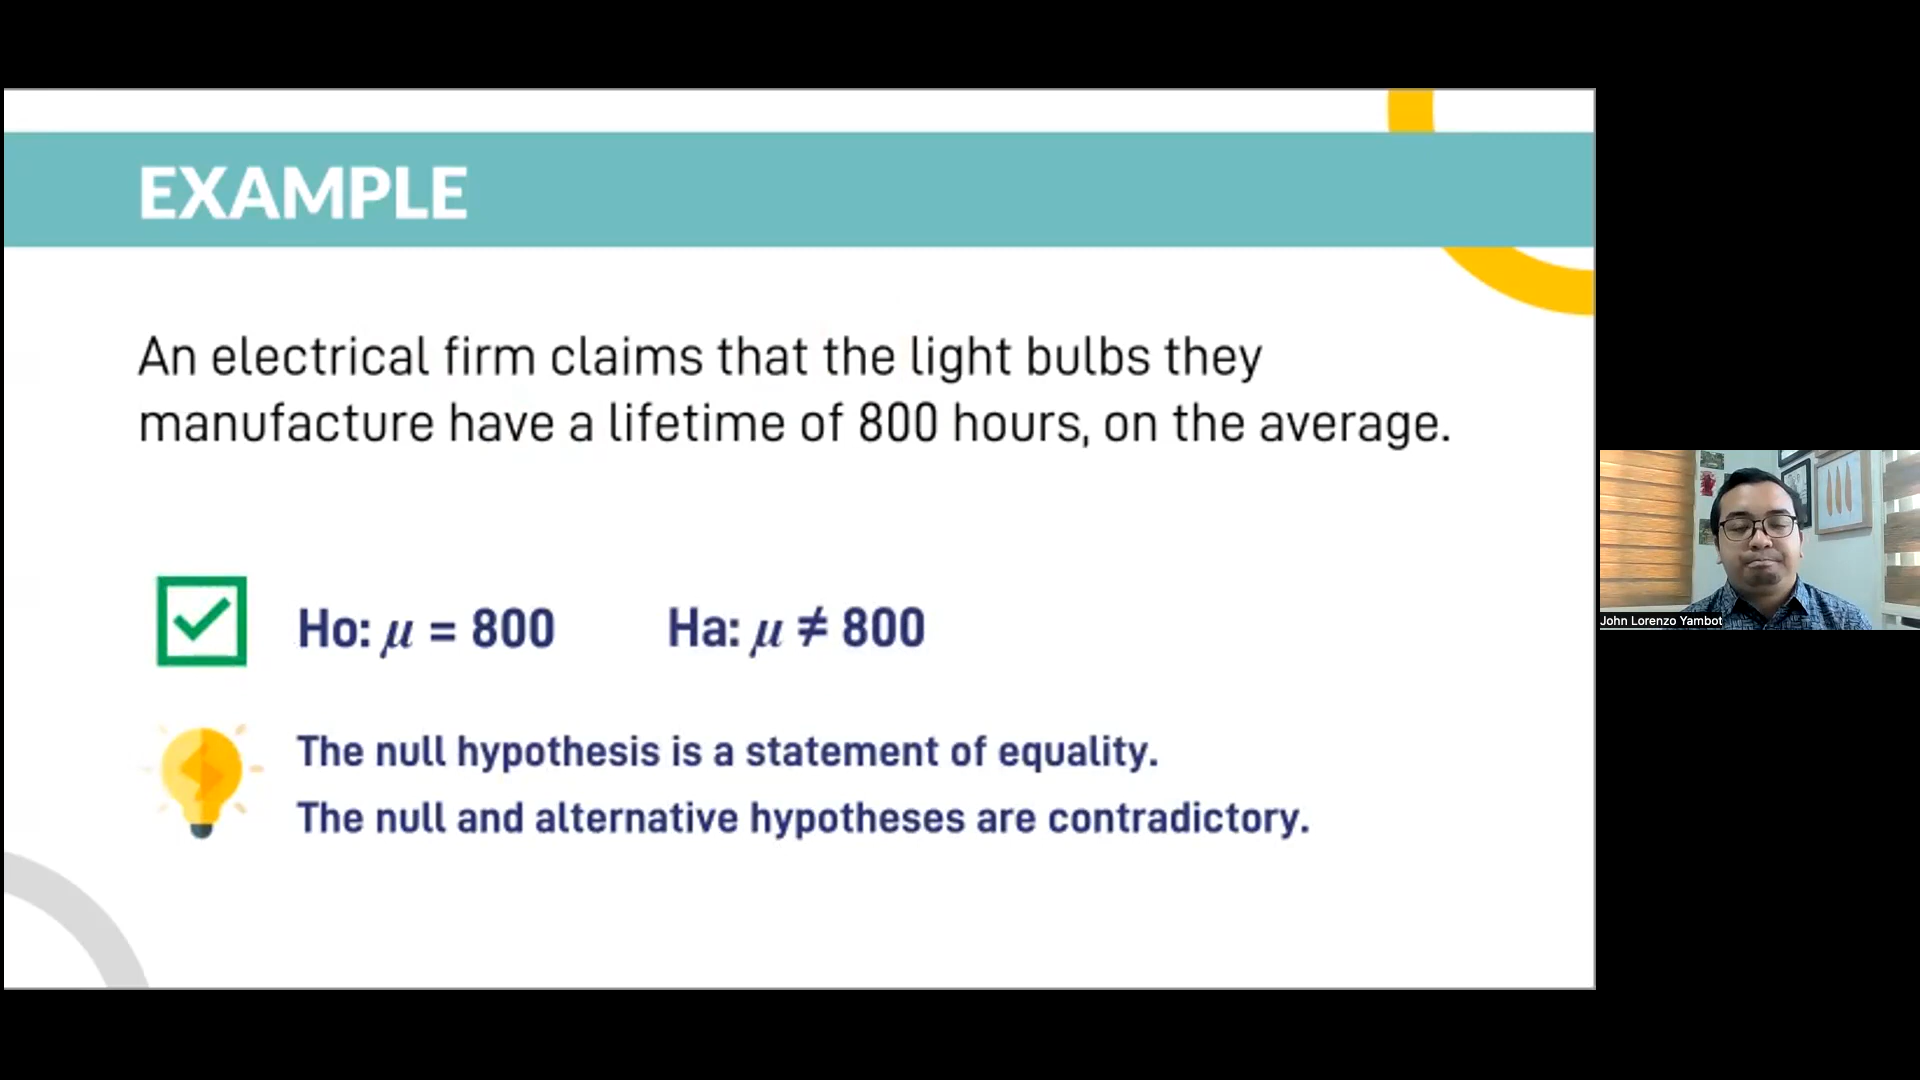 EXAMPLE
An electrical firm claims that the light bulbs they
manufacture have a lifetime of 800 hours, on the average.
Ho: μ = 800 Ha: μ ≠ 800
The null hypothesis is a statement of equality.
The null and alternative hypotheses are contradictory.
John Lorenzo Yambot